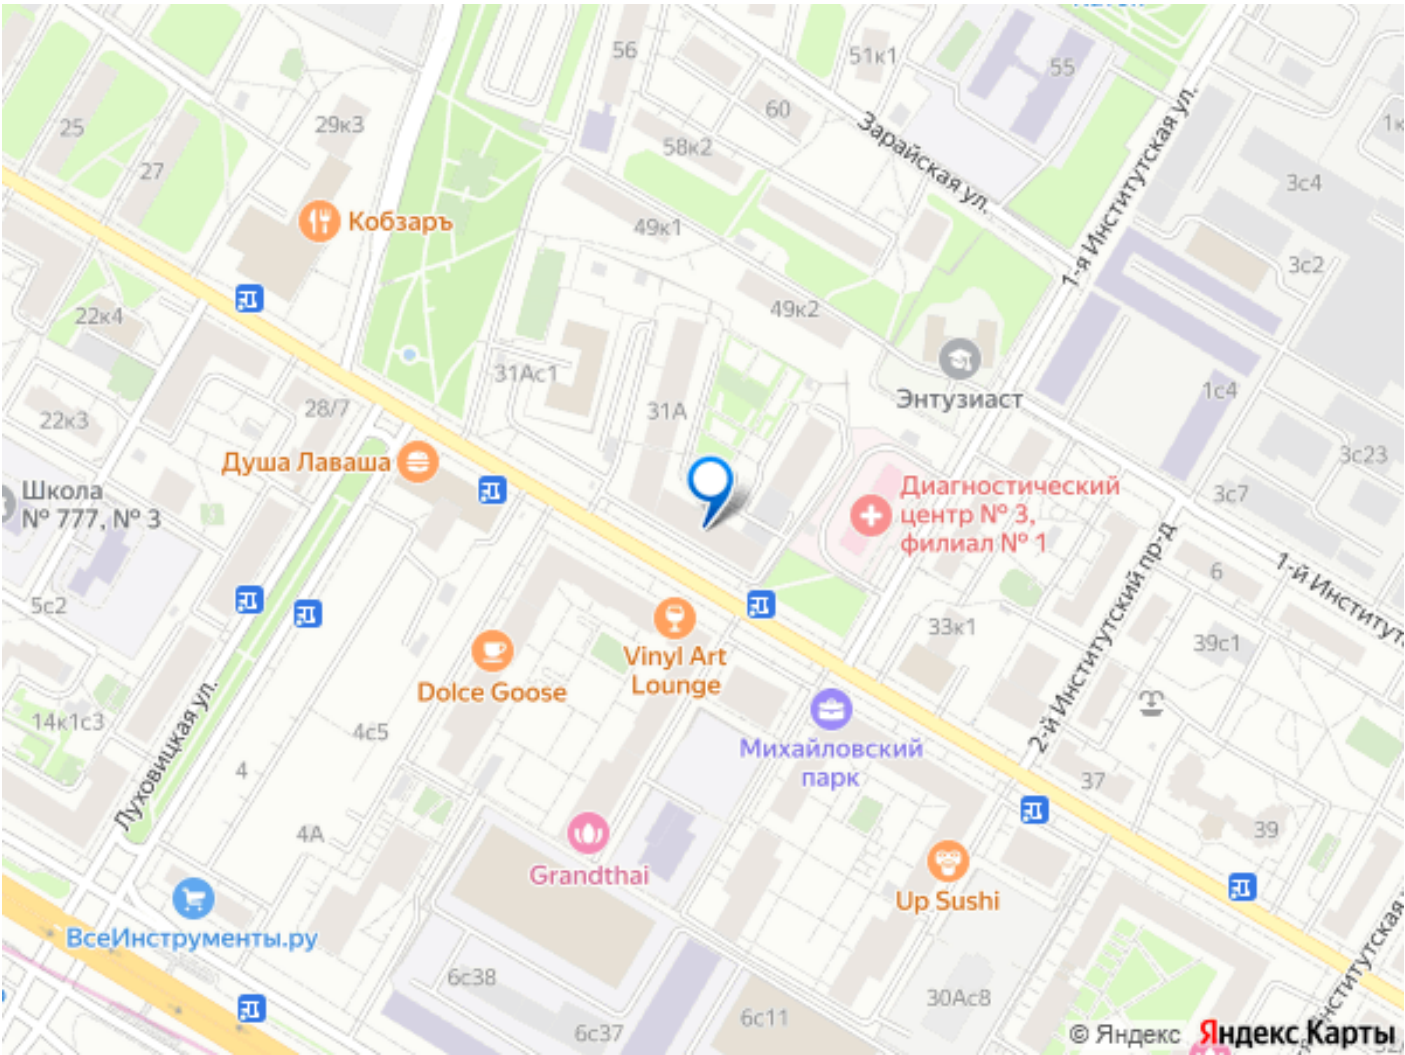 56
51к1
55
25
29к3
60
Зарайская ул.
1-я Институтская ул.
58к2
27
3с4
Кобзаръ
49к1
3с2
22к4
49к2
31Ас1
Энтузиаст
1с4
28/7
31А
22к3
Душа Лаваша
3с23
Школа
№ 777, № 3
Диагностический
центр № 3,
филиал № 1
3с7
2-й Институтский пр-д
6
5с2
33к1
39с1
Vinyl Art
Lounge
Dolce Goose
14к1с3
Луховицкая ул.
4с5
Михайловский
парк
4
37
4А
39
Grandthai
Up Sushi
ВсеИнструменты.ру
6с38
30Ас8
6с11
6с37
© Яндекс Яндекс Карты